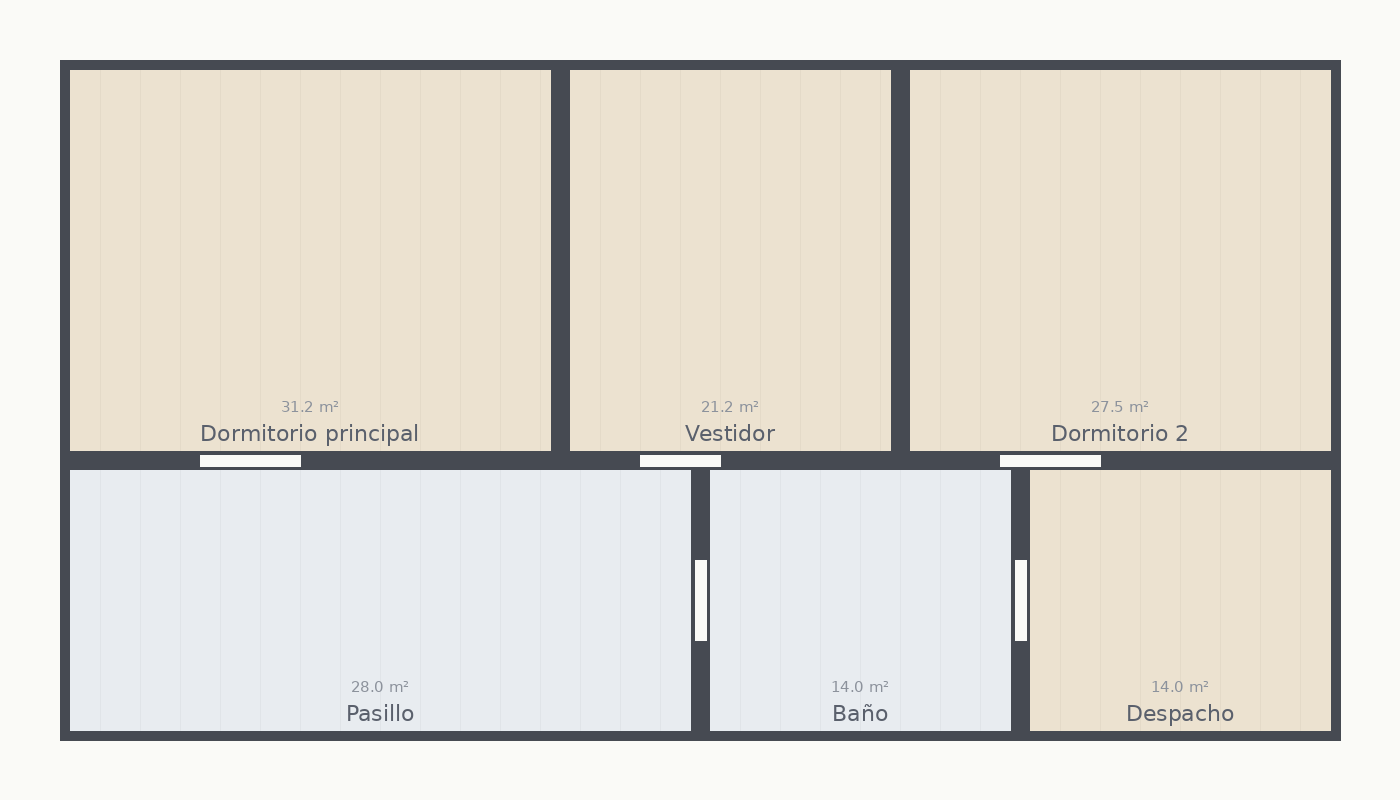 31.2 m²
Dormitorio principal
21.2 m²
Vestidor
27.5 m²
Dormitorio 2
28.0 m²
Pasillo
14.0 m²
Baño
14.0 m²
Despacho